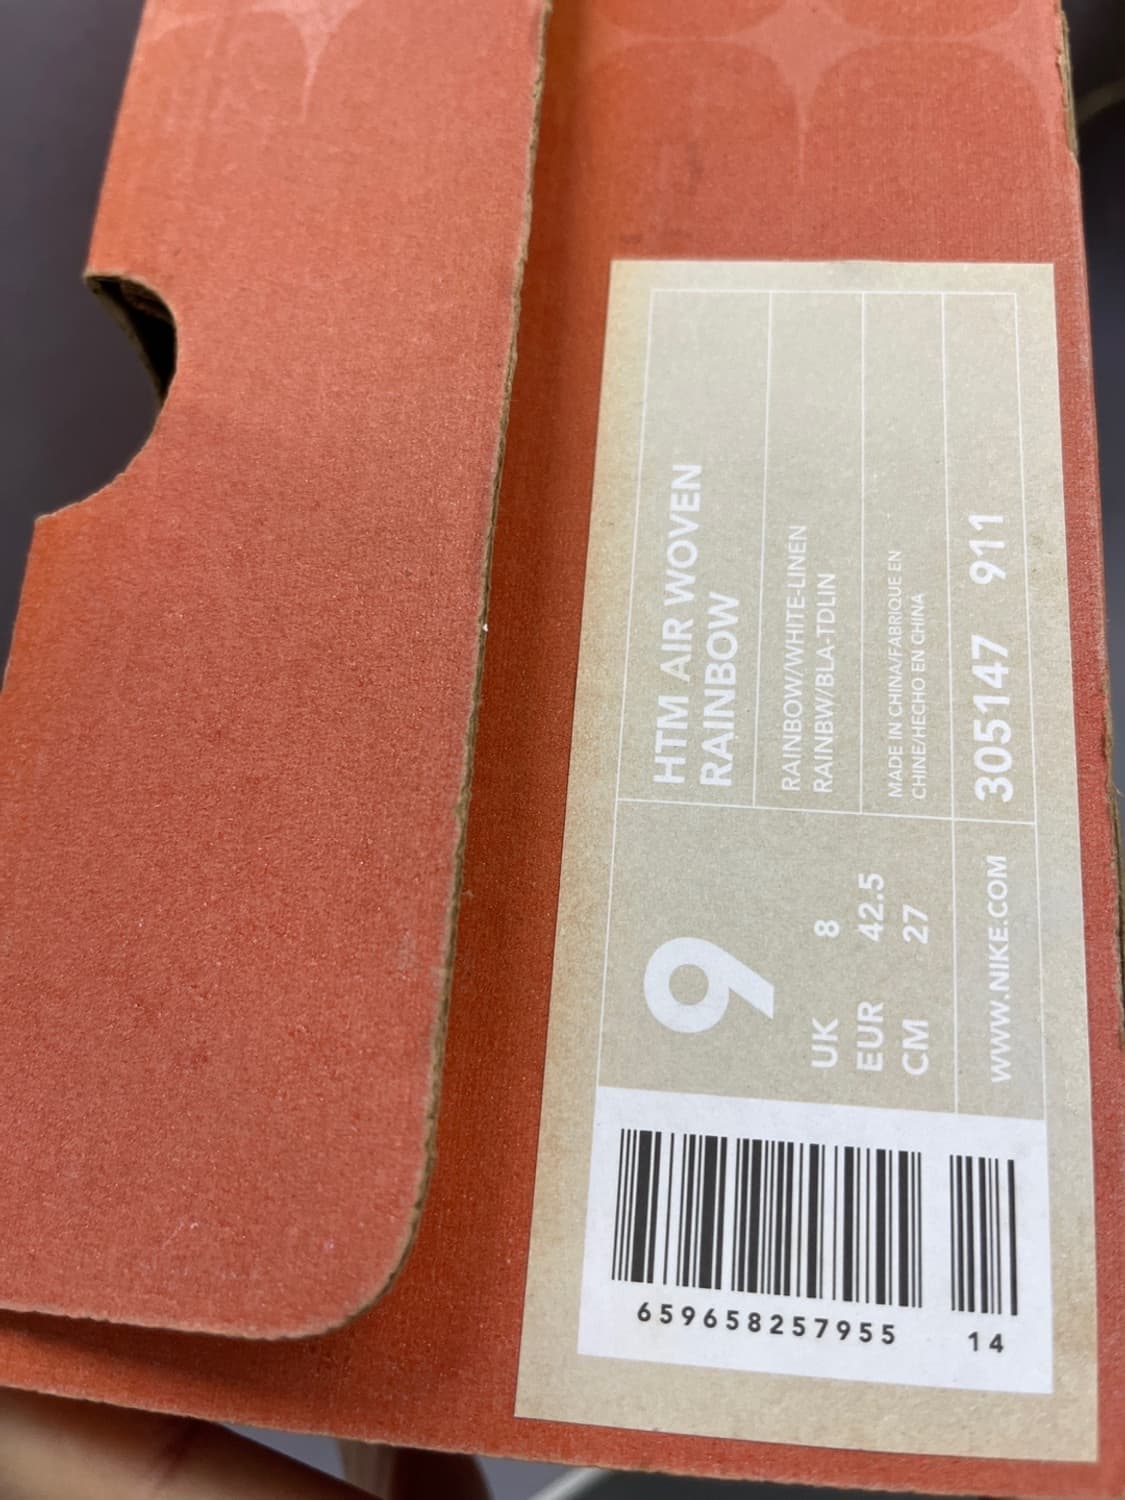 HTM AIR WOVEN
RAINBOW
RAINBOW/WHITE-LINEN
RAINBW/BLA-TDLIN
MADE IN CHINA/FABRIQUE EN
CHINE/HECHO EN CHINA
305147 911
9
UK 8
EUR 42.5
CM 27
WWW.NIKE.COM
659658257955 14